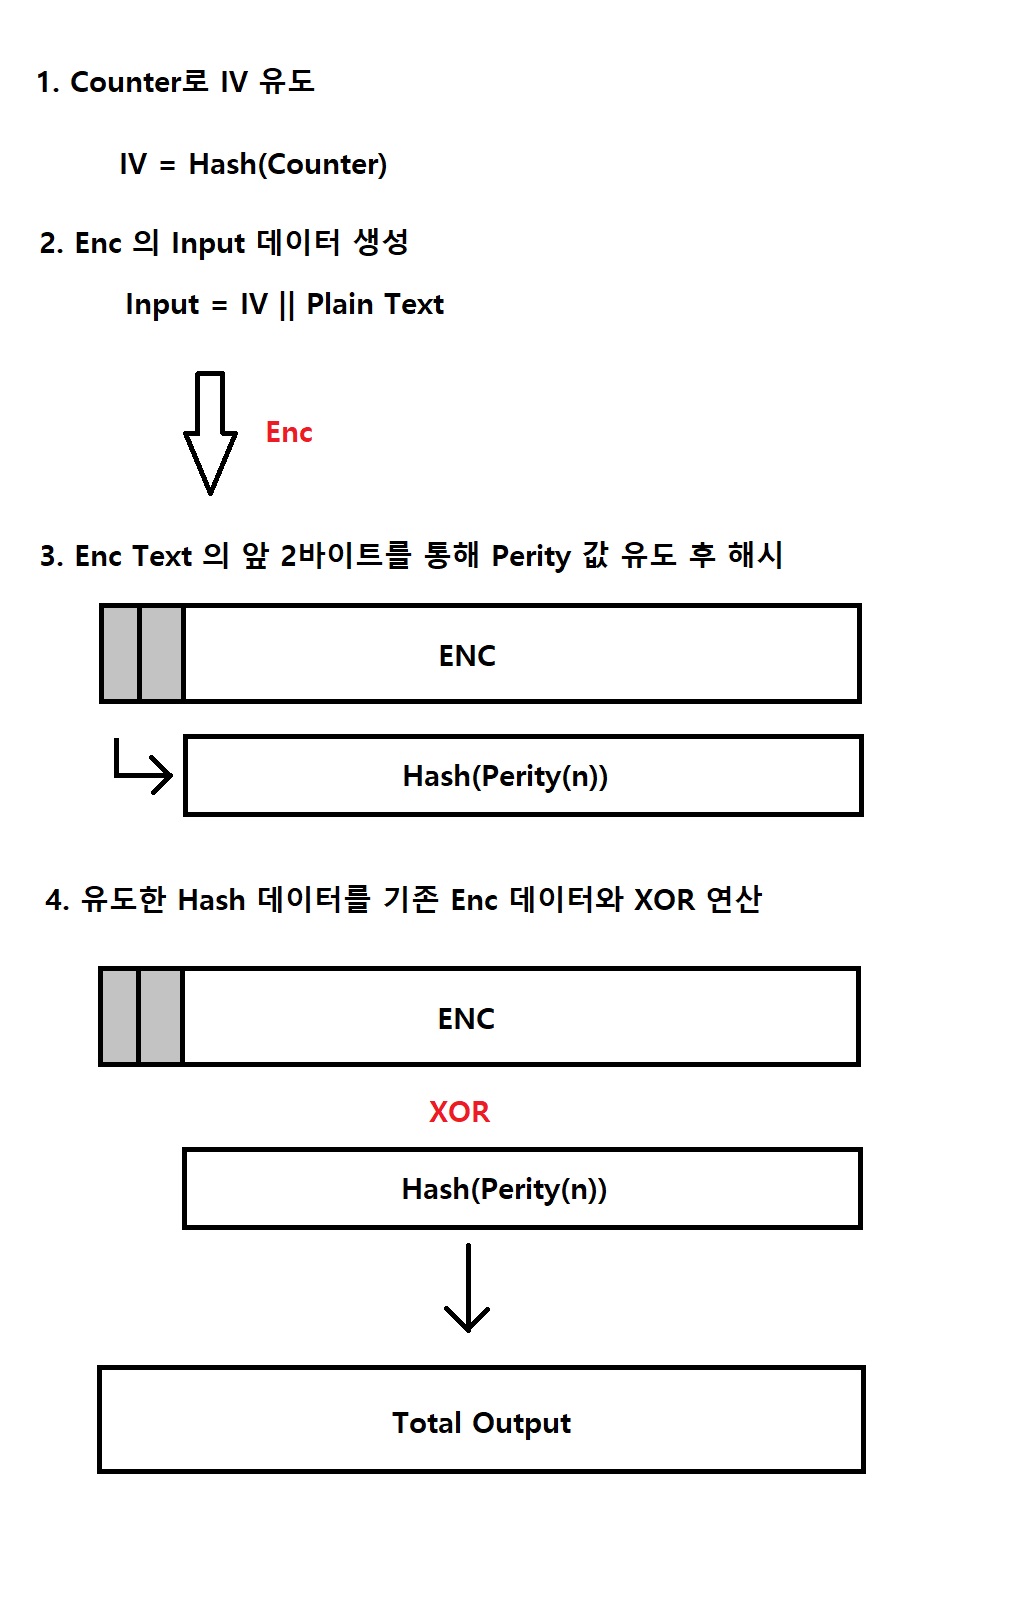 1. Counter로 IV 유도
IV = Hash(Counter)
2. Enc 의 Input 데이터 생성
Input = IV || Plain Text
Enc
3. Enc Text 의 앞 2바이트를 통해 Perity 값 유도 후 해시
ENC
Hash(Perity(n))
4. 유도한 Hash 데이터를 기존 Enc 데이터와 XOR 연산
ENC
XOR
Hash(Perity(n))
Total Output